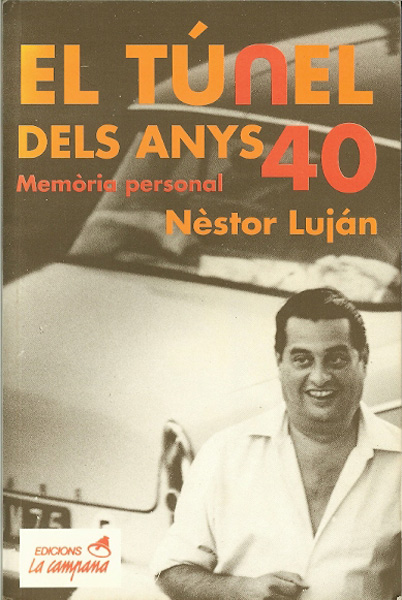 EL TÚNEL
DELS ANYS 40
Memòria personal
Nèstor Luján
EDICIONS
La campana